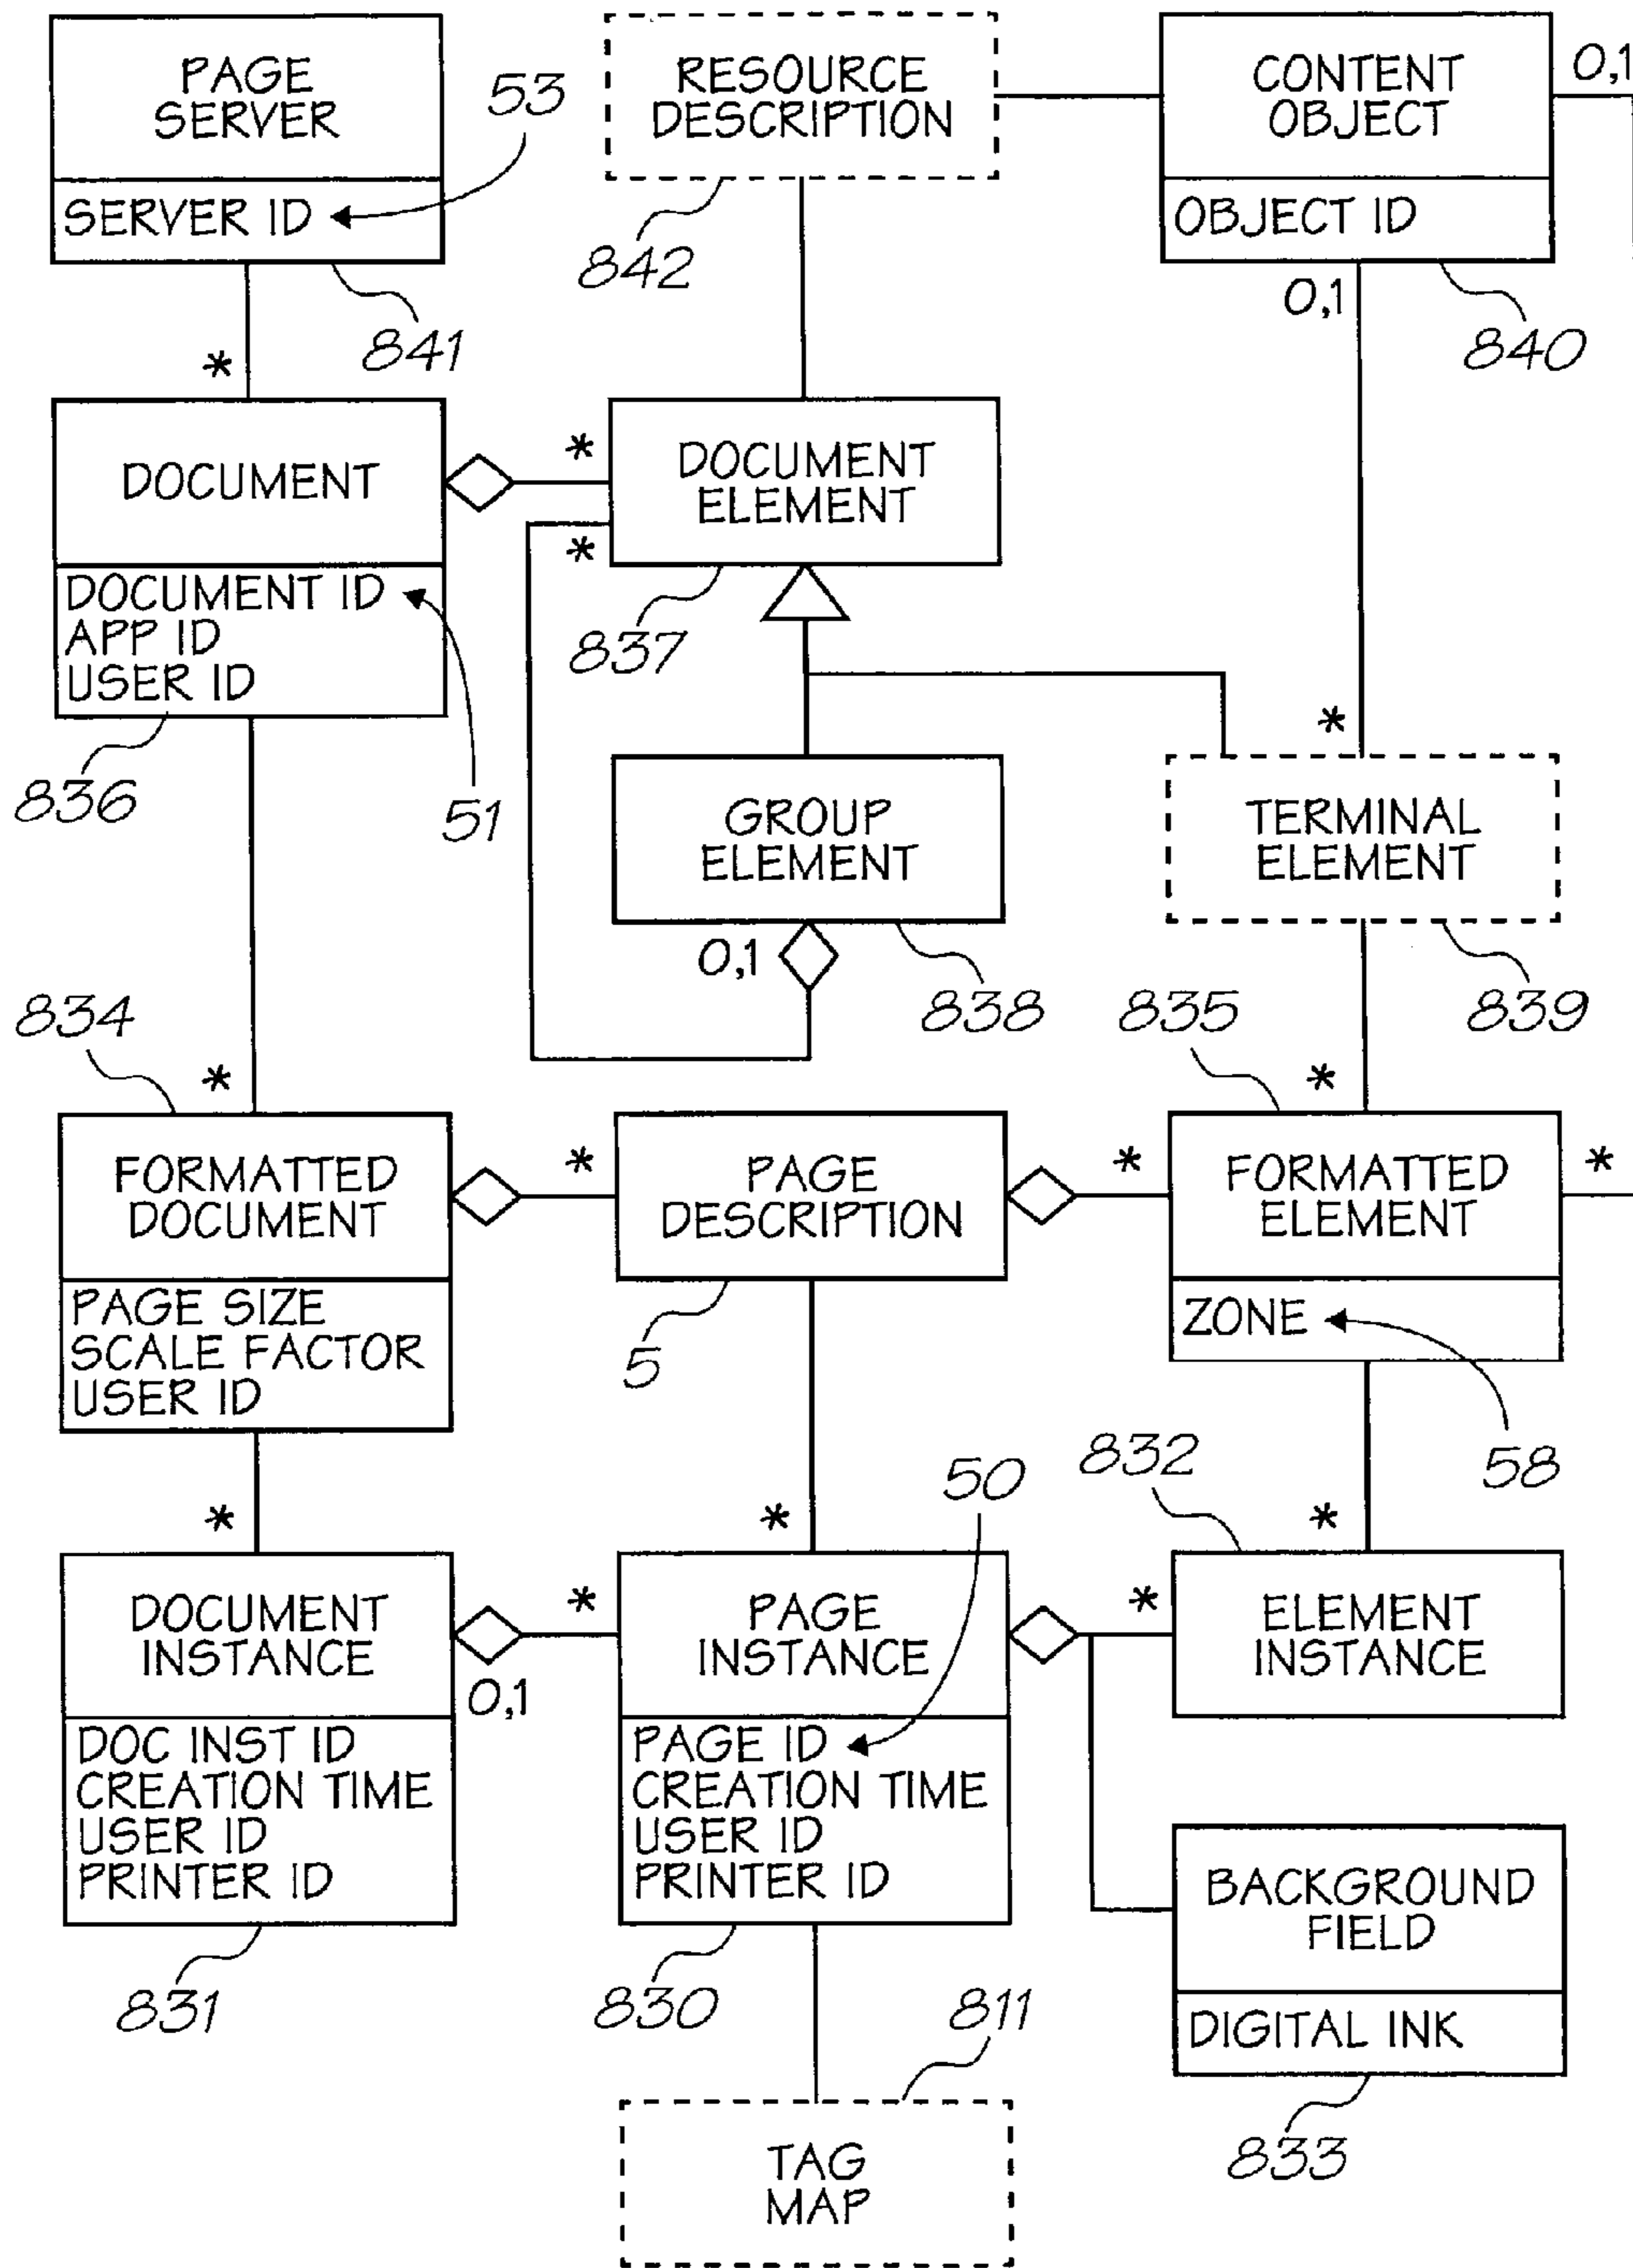 PAGE
SERVER
SERVER ID
53
841
RESOURCE
DESCRIPTION
842
CONTENT
OBJECT
OBJECT ID
0,1
0,1
840
*
DOCUMENT
DOCUMENT ID
APP ID
USER ID
836
51
*
*
DOCUMENT
ELEMENT
837
GROUP
ELEMENT
0,1
838
*
TERMINAL
ELEMENT
839
834
*
FORMATTED
DOCUMENT
PAGE SIZE
SCALE FACTOR
USER ID
*
PAGE
DESCRIPTION
5
835
*
*
*
FORMATTED
ELEMENT
ZONE
58
*
DOCUMENT
INSTANCE
0,1
DOC INST ID
CREATION TIME
USER ID
PRINTER ID
831
*
*
50
PAGE
INSTANCE
PAGE ID
CREATION TIME
USER ID
PRINTER ID
830
832
*
*
ELEMENT
INSTANCE
BACKGROUND
FIELD
DIGITAL INK
833
811
TAG
MAP